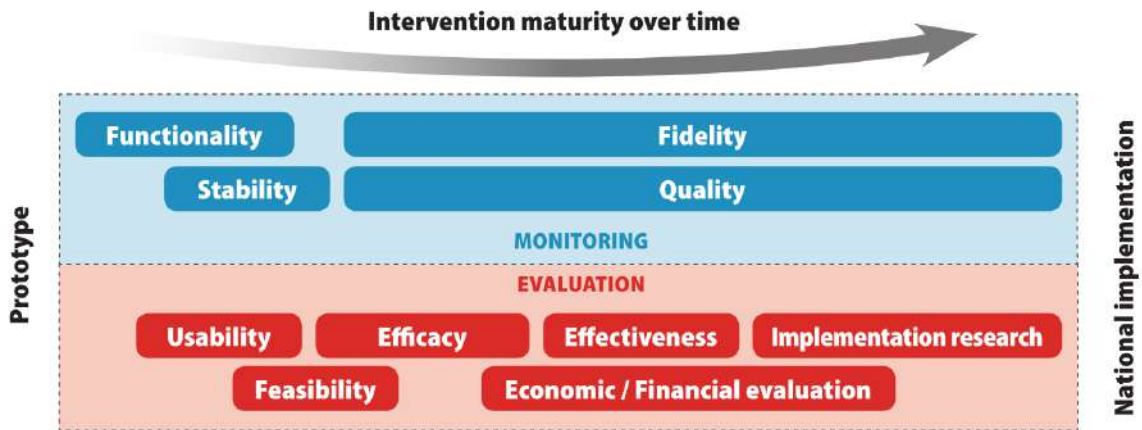 Intervention maturity over time
Prototype
Functionality
Fidelity
Stability
Quality
MONITORING
EVALUATION
Usability
Efficacy
Effectiveness
Implementation research
Feasibility
Economic / Financial evaluation
National implementation